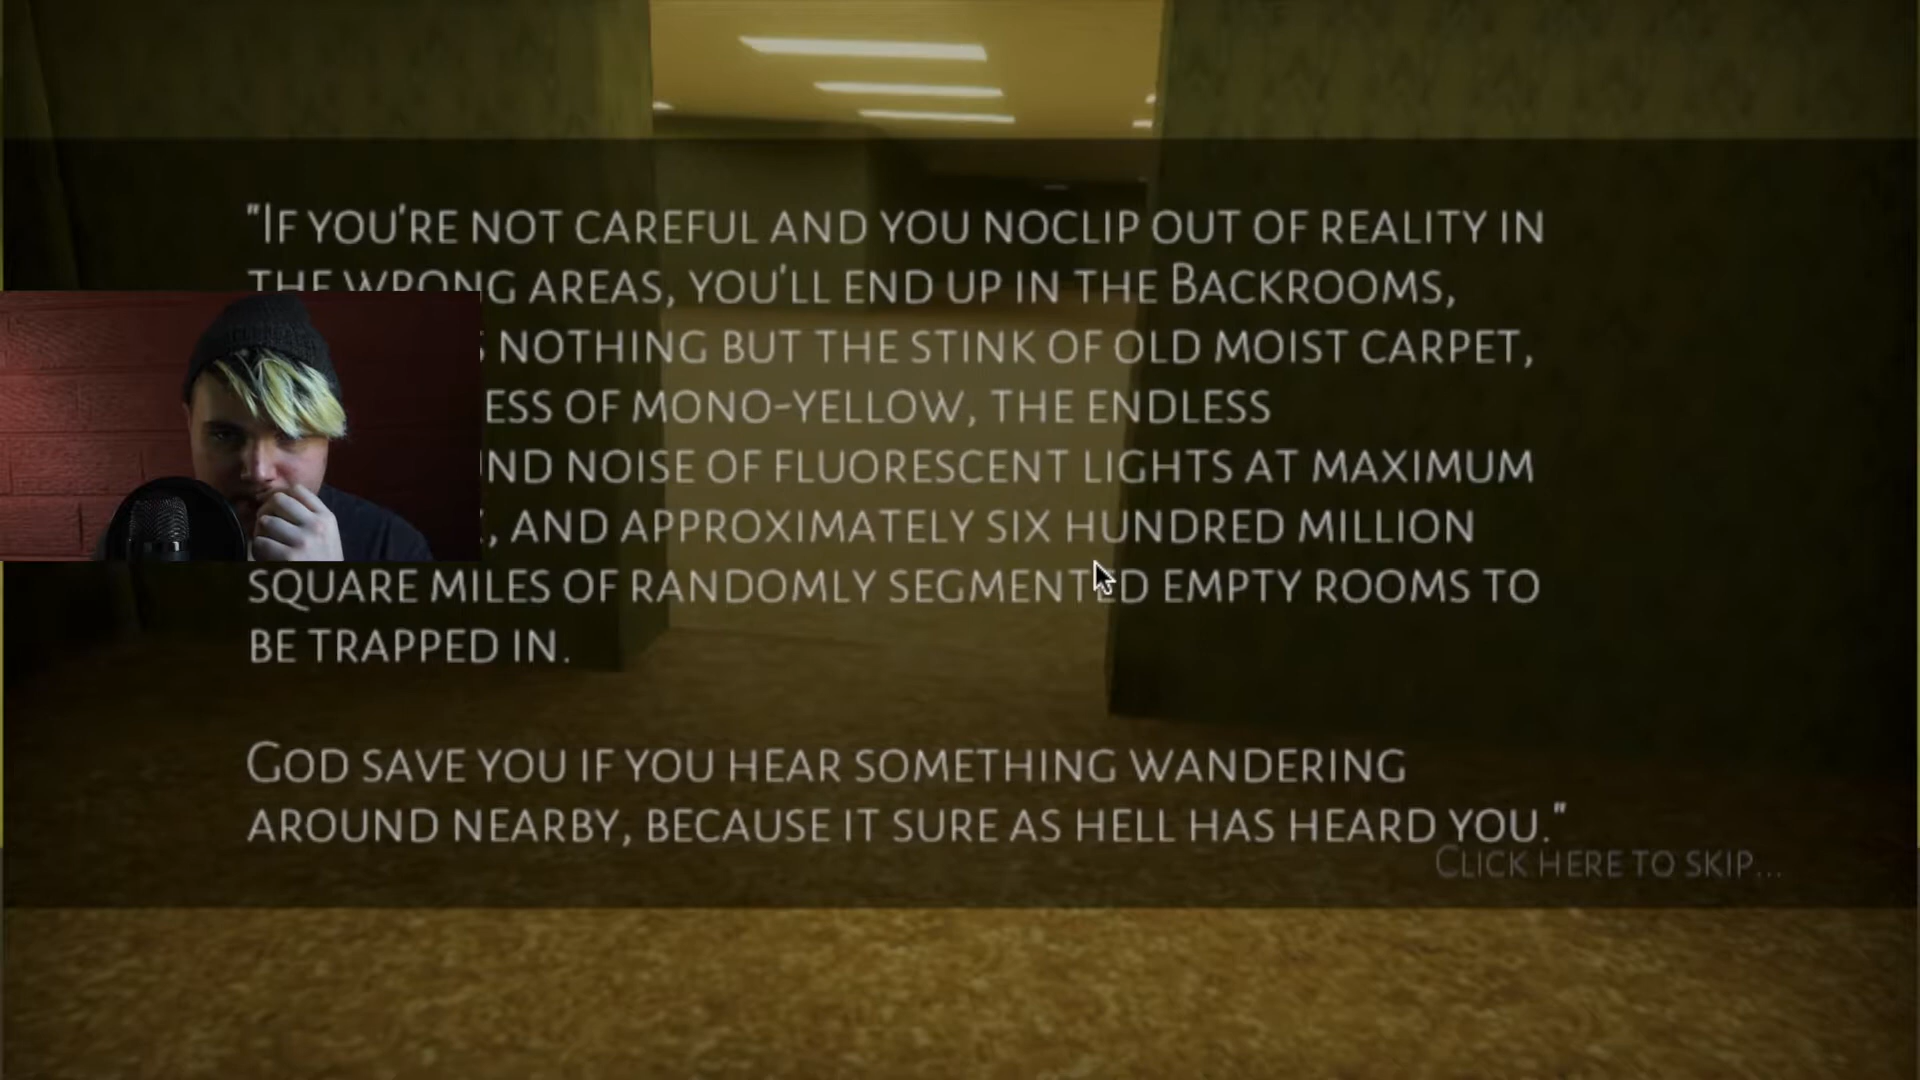 "If you're not careful and you noclip out of reality in
the wrong areas, you'll end up in the Backrooms,
nothing but the stink of old moist carpet,
of mono-yellow, the endless
noise of fluorescent lights at maximum
, and approximately six hundred million
square miles of randomly segmented empty rooms to
be trapped in.
God save you if you hear something wandering
around nearby, because it sure as hell has heard you."
Click here to skip...